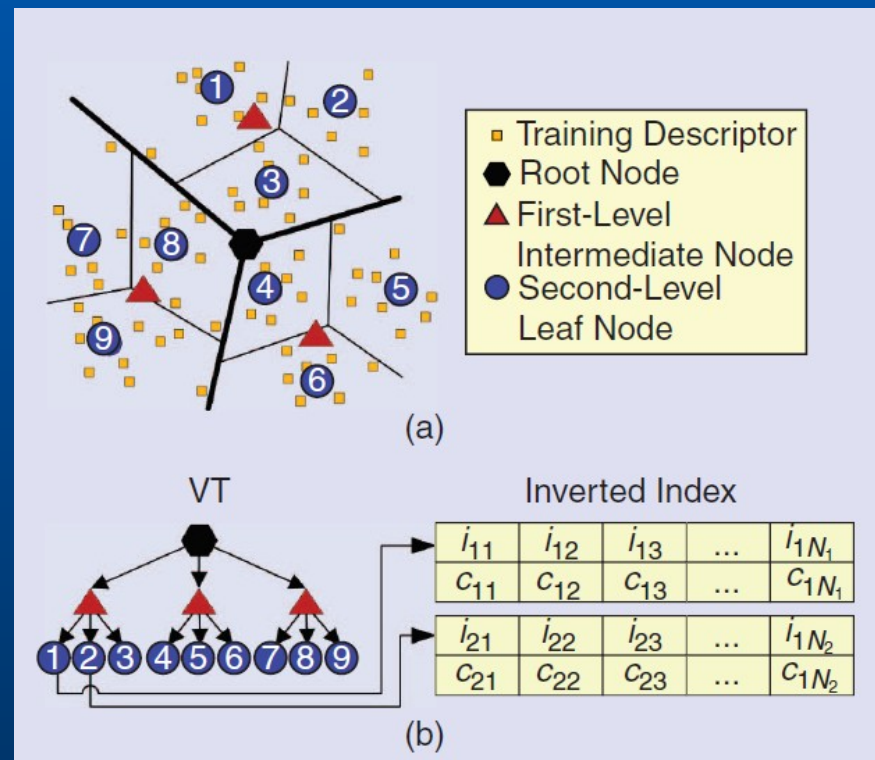 1
2
3
7
8
4
5
9
6
Training Descriptor
Root Node
First-Level
Intermediate Node
Second-Level
Leaf Node
(a)
VT
Inverted Index
i11 i12 i13 ... i1N1
c11 c12 c13 ... c1N1
1 2 3 4 5 6 7 8 9
i21 i22 i23 ... i1N2
c21 c22 c23 ... c1N2
(b)